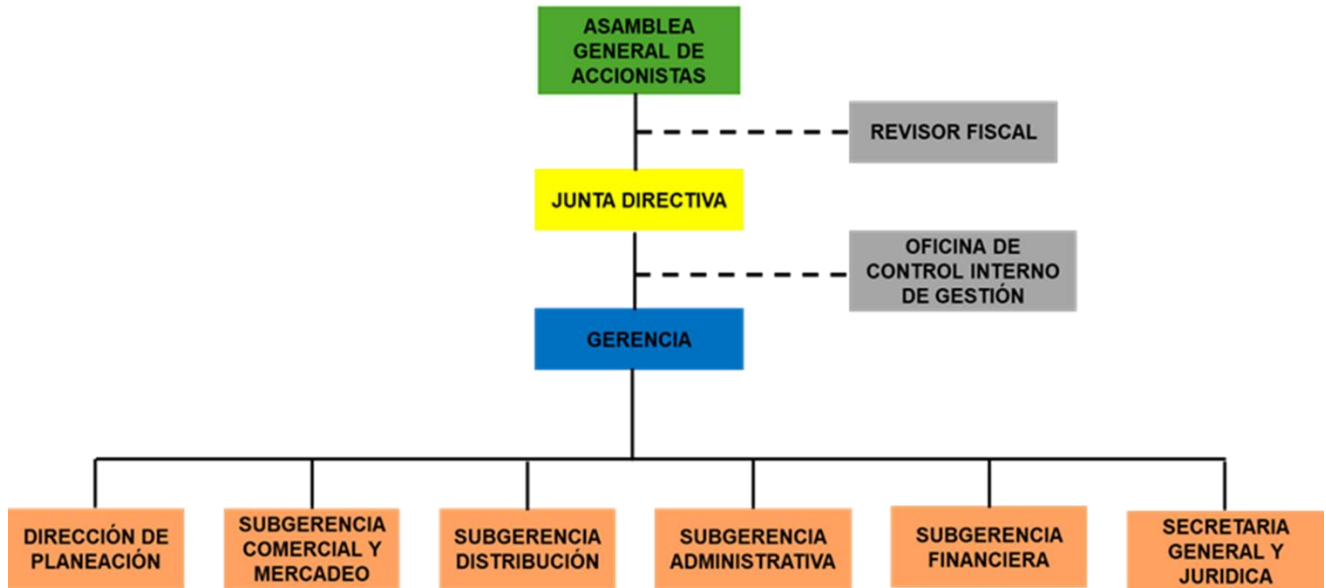 ASAMBLEA
GENERAL DE
ACCIONISTAS
REVISOR FISCAL
JUNTA DIRECTIVA
OFICINA DE
CONTROL INTERNO
DE GESTIÓN
GERENCIA
DIRECCIÓN DE
PLANEACIÓN
SUBGERENCIA
COMERCIAL Y
MERCADEO
SUBGERENCIA
DISTRIBUCIÓN
SUBGERENCIA
ADMINISTRATIVA
SUBGERENCIA
FINANCIERA
SECRETARIA
GENERAL Y
JURIDICA